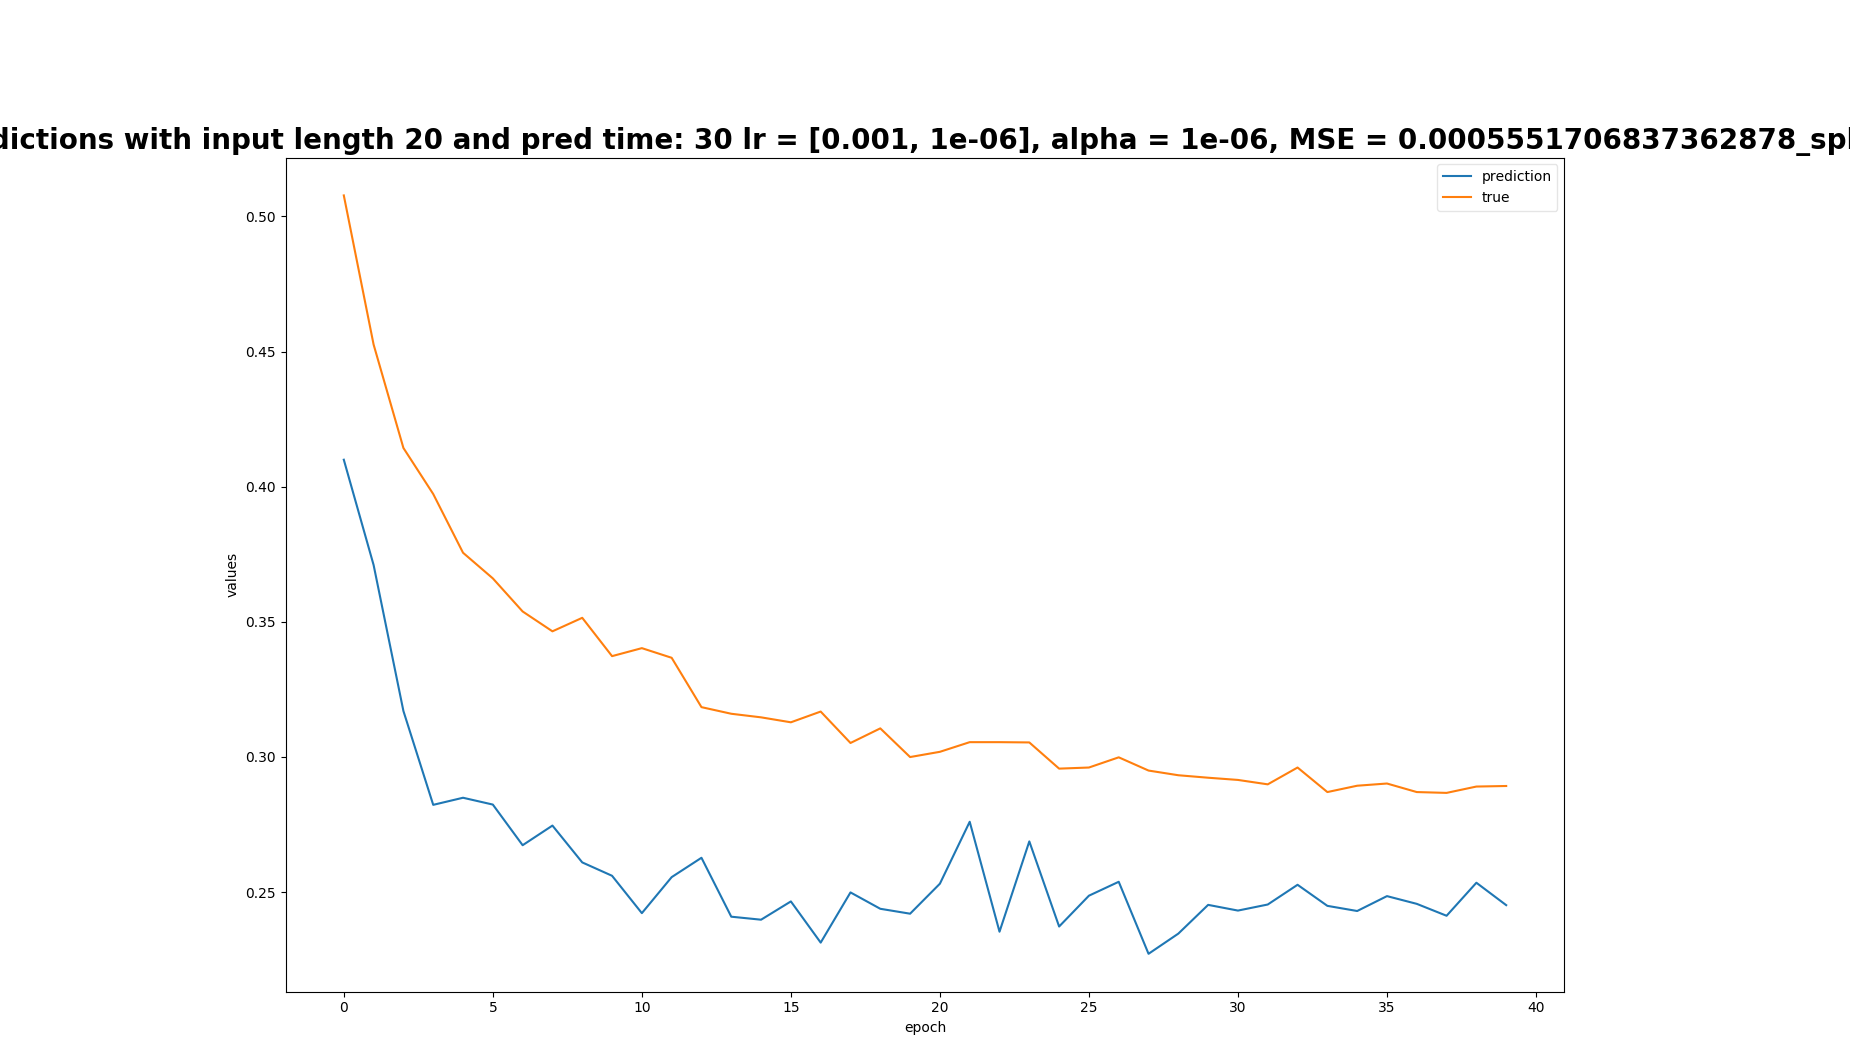 dictions with input length 20 and pred time: 30 lr = [0.001, 1e-06], alpha = 1e-06, MSE = 0.0005551706837362878_spl
prediction
true
0.50
0.45
0.40
0.35
0.30
0.25
values
0 5 10 15 20 25 30 35 40
epoch